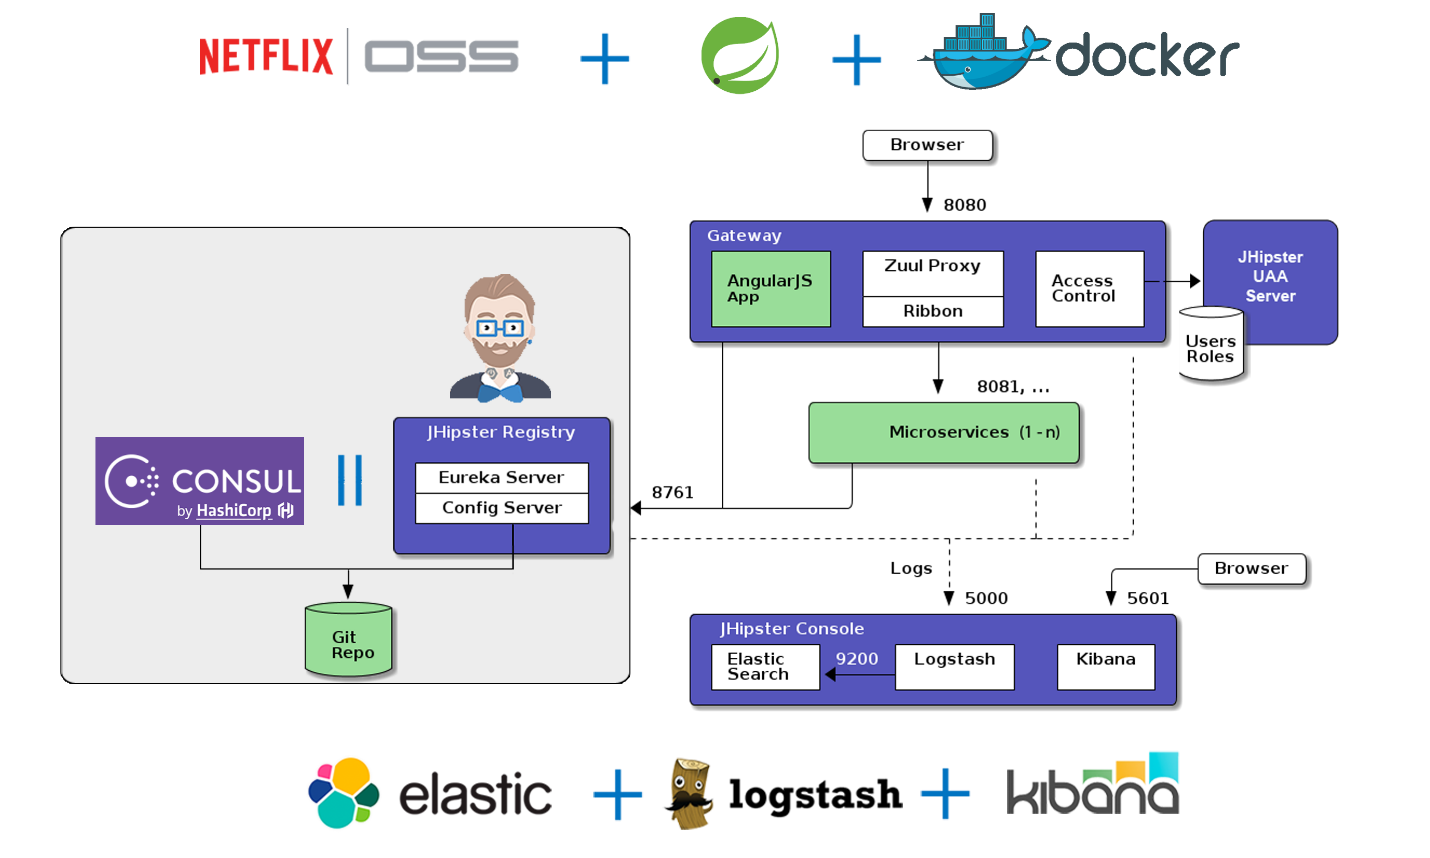 NETFLIX OSS
docker
Browser
8080
Gateway
AngularJS
App
Zuul Proxy
Ribbon
Access
Control
JHipster
UAA
Server
Users
Roles
8081, ...
Microservices (1 - n)
JHipster Registry
Eureka Server
Config Server
CONSUL
by HashiCorp
8761
Git
Repo
Logs
5000
Browser
5601
JHipster Console
Elastic
Search
9200
Logstash
Kibana
elastic
logstash
kibana